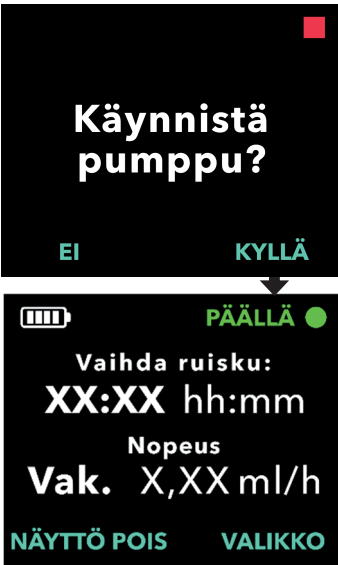 Käynnistä
pumppu?
EI KYLLÄ
PÄÄLLÄ
Vaihda ruisku:
XX:XX hh:mm
Nopeus
Vak. X,XX ml/h
NÄYTTÖ POIS VALIKKO